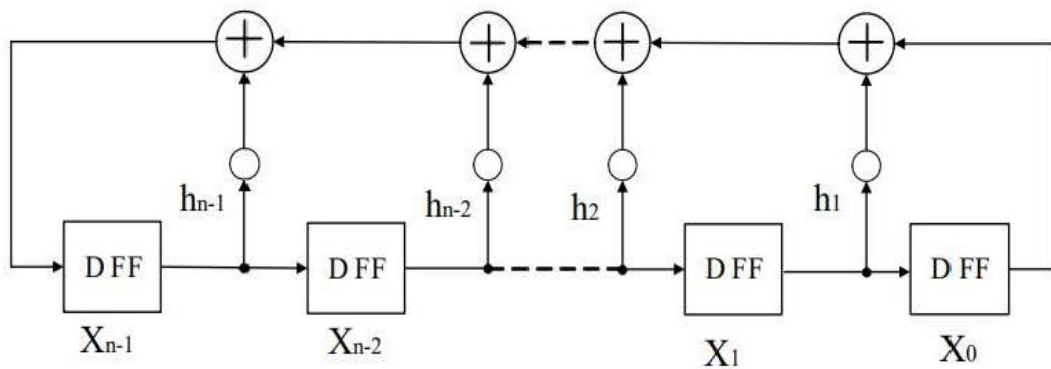 hn-1 hn-2 h2 h1
D FF D FF D FF D FF
Xn-1 Xn-2 X1 X0